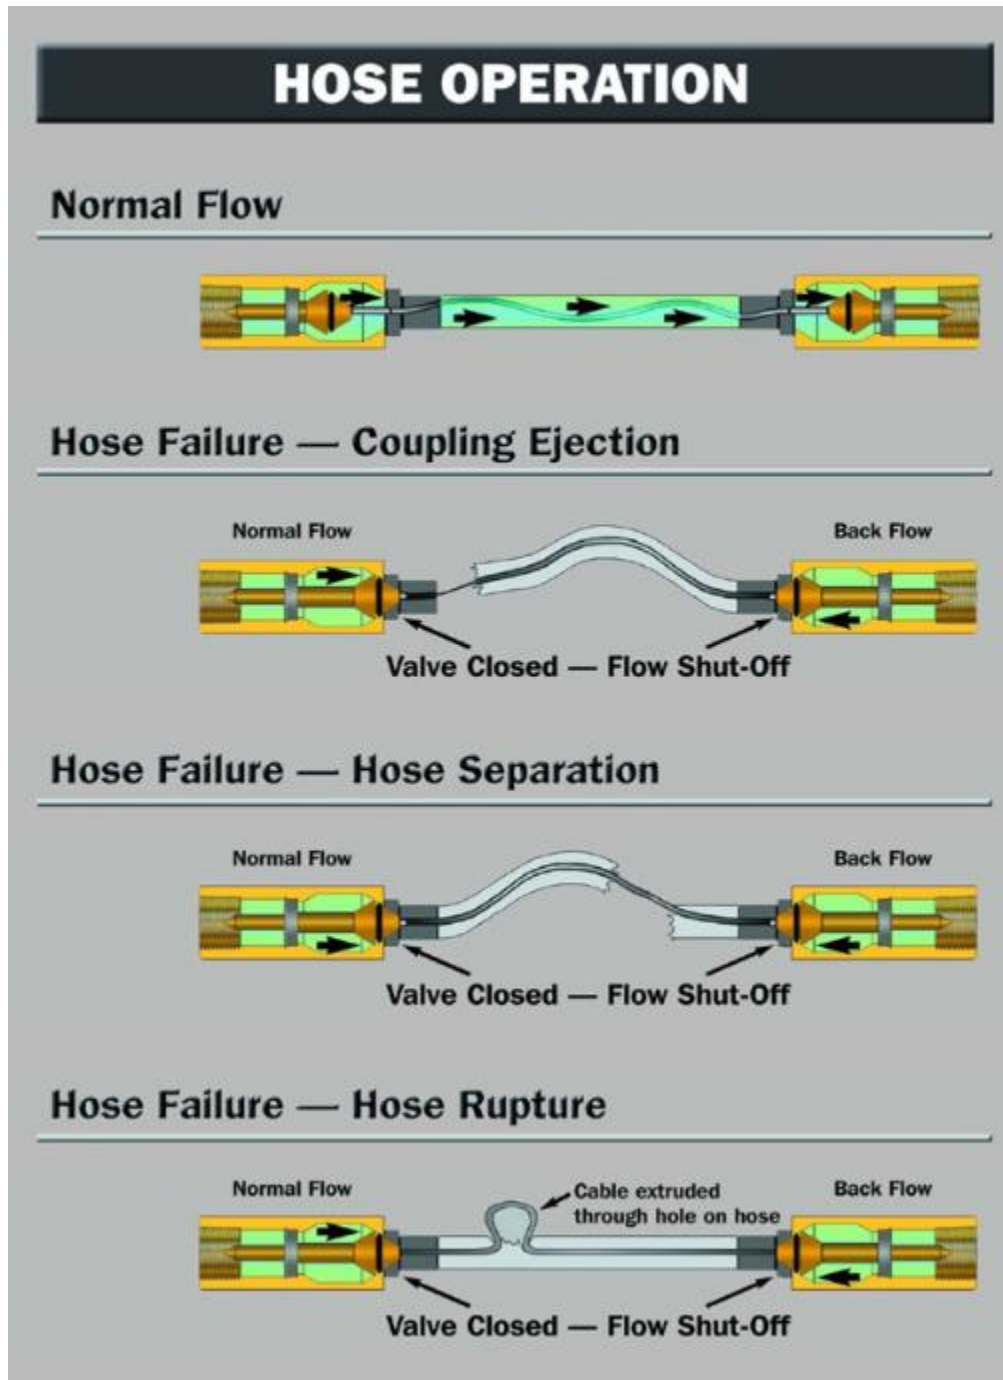 HOSE OPERATION
Normal Flow
Hose Failure — Coupling Ejection
Normal Flow
Back Flow
Valve Closed — Flow Shut-Off
Hose Failure — Hose Separation
Normal Flow
Back Flow
Valve Closed — Flow Shut-Off
Hose Failure — Hose Rupture
Normal Flow
Cable extruded
through hole on hose
Back Flow
Valve Closed — Flow Shut-Off